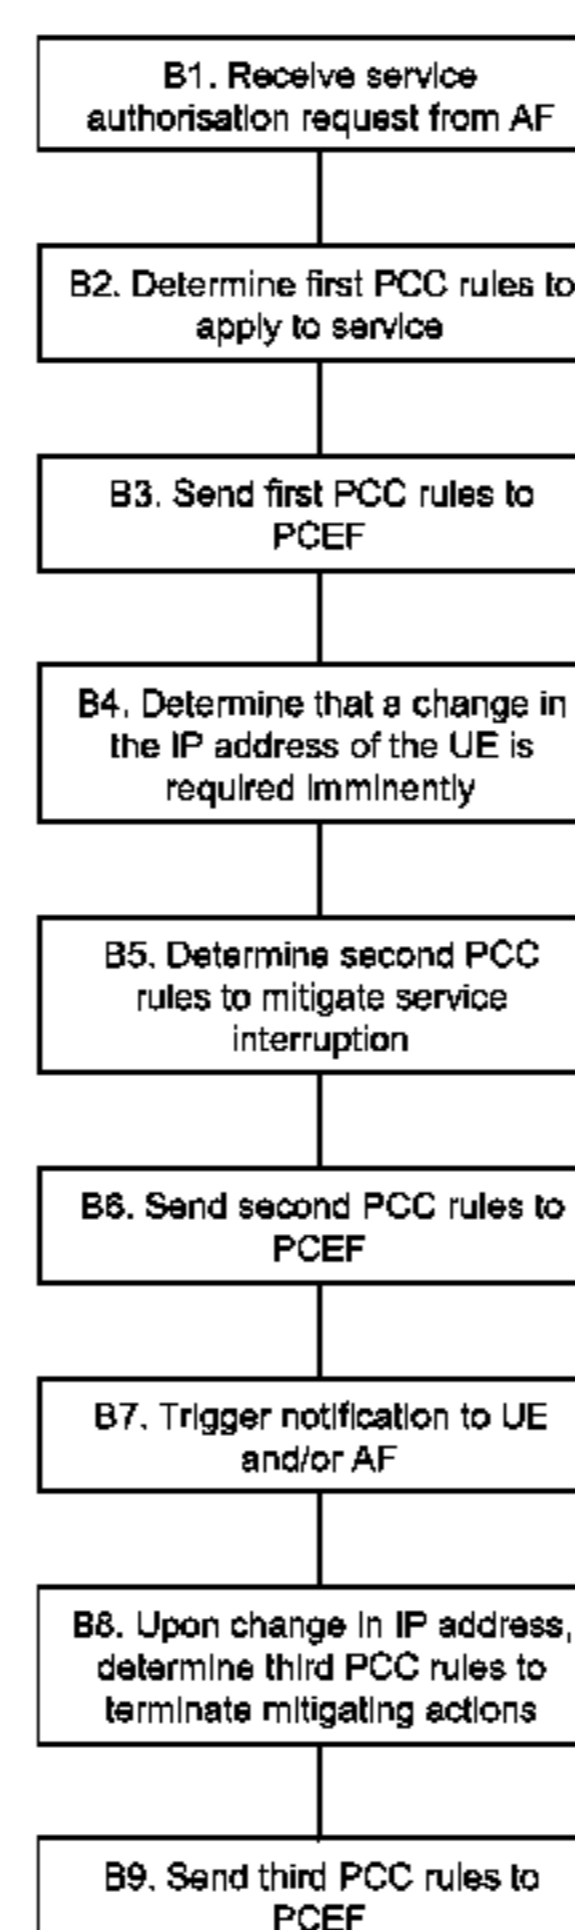 B1. Receive service
authorisation request from AF
B2. Determine first PCC rules to
apply to service
B3. Send first PCC rules to
PCEF
B4. Determine that a change in
the IP address of the UE is
required imminently
B5. Determine second PCC
rules to mitigate service
interruption
B6. Send second PCC rules to
PCEF
B7. Trigger notification to UE
and/or AF
B8. Upon change in IP address,
determine third PCC rules to
terminate mitigating actions
B9. Send third PCC rules to
PCEF